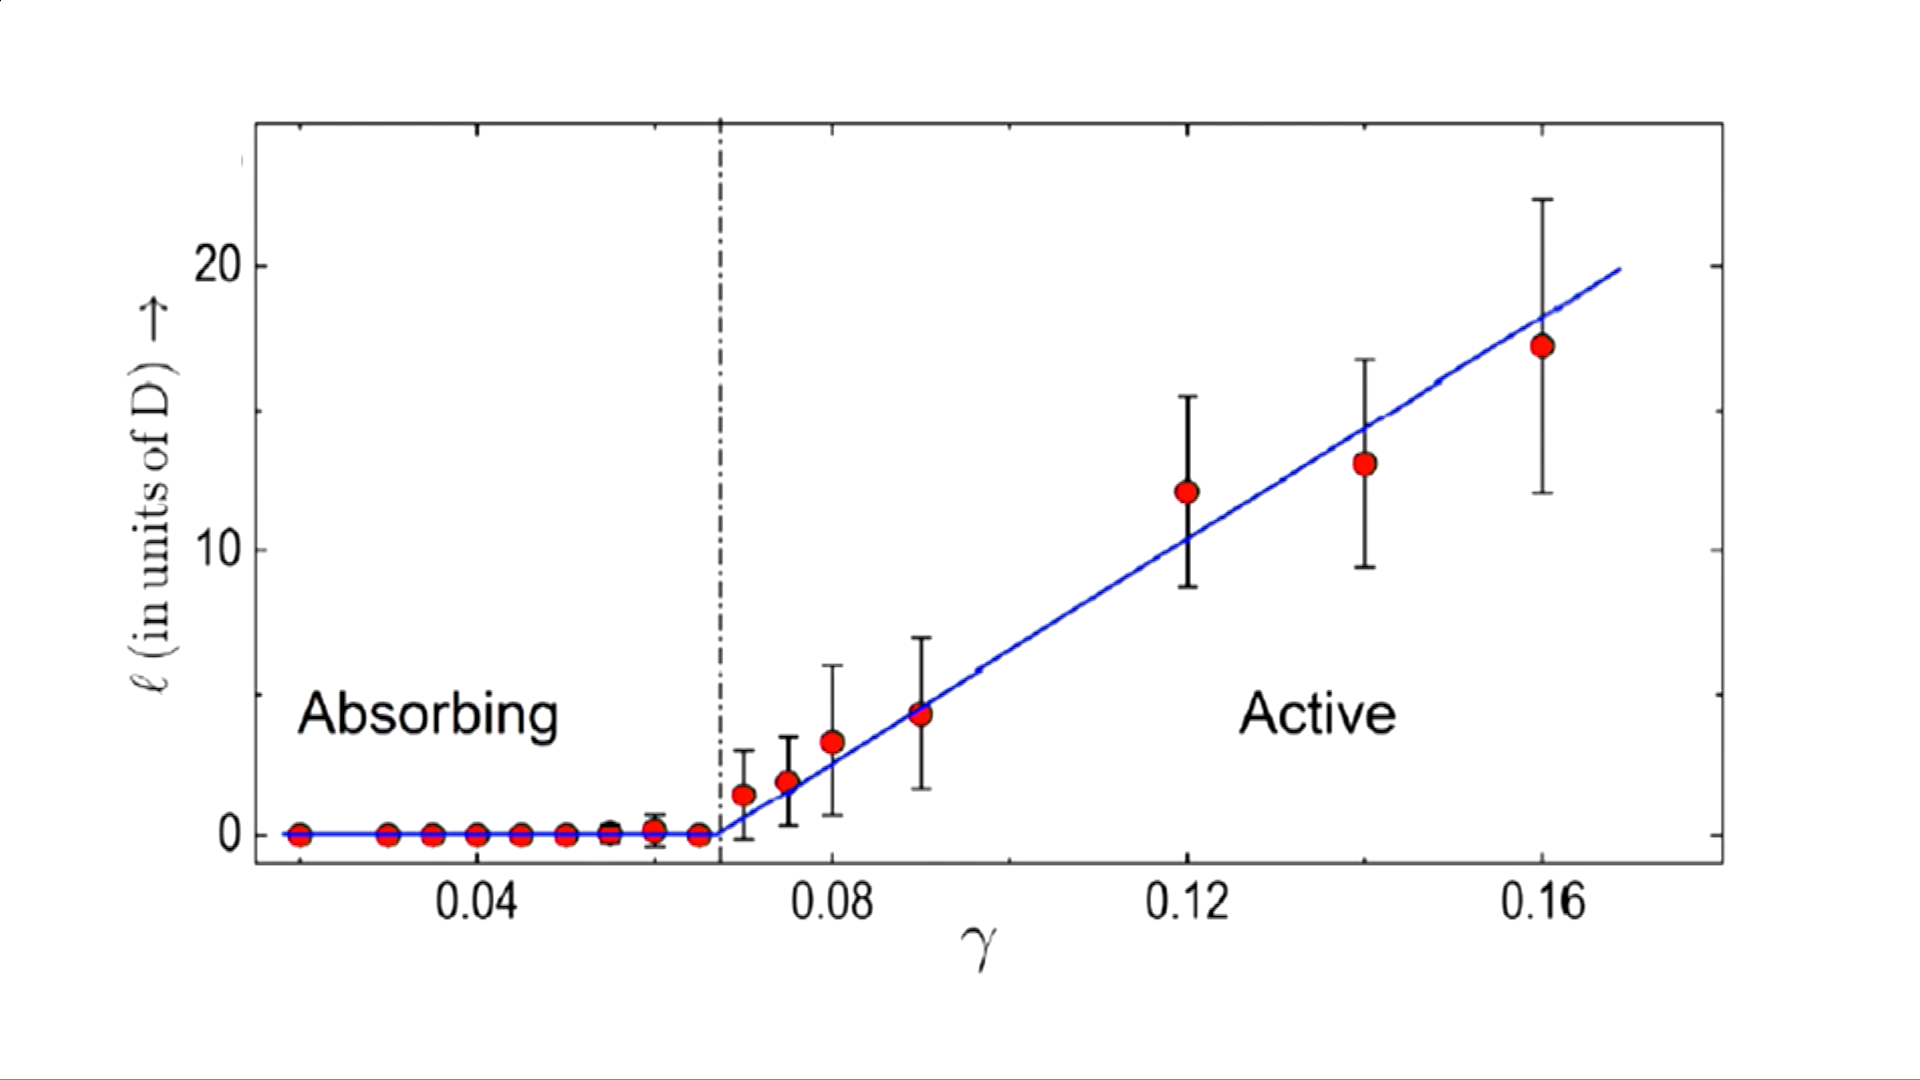 20
10
0
ℓ (in units of D) →
Absorbing
Active
0.04
0.08
0.12
0.16
γ